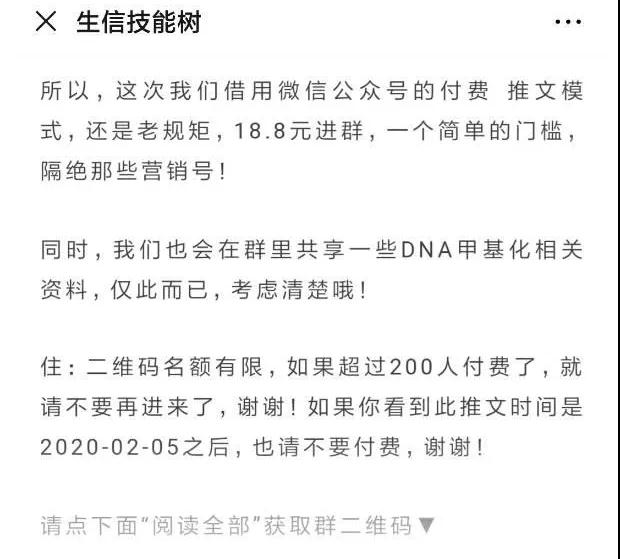 生信技能树
所以，这次我们借用微信公众号的付费 推文模
式，还是老规矩，18.8元进群，一个简单的门槛，
隔绝那些营销号！
同时，我们也会在群里共享一些DNA甲基化相关
资料，仅此而已，考虑清楚哦！
住：二维码名额有限，如果超过200人付费了，就
请不要再进来了，谢谢！如果你看到此推文时间是
2020-02-05之后，也请不要付费，谢谢！
请点下面“阅读全部”获取群二维码▼